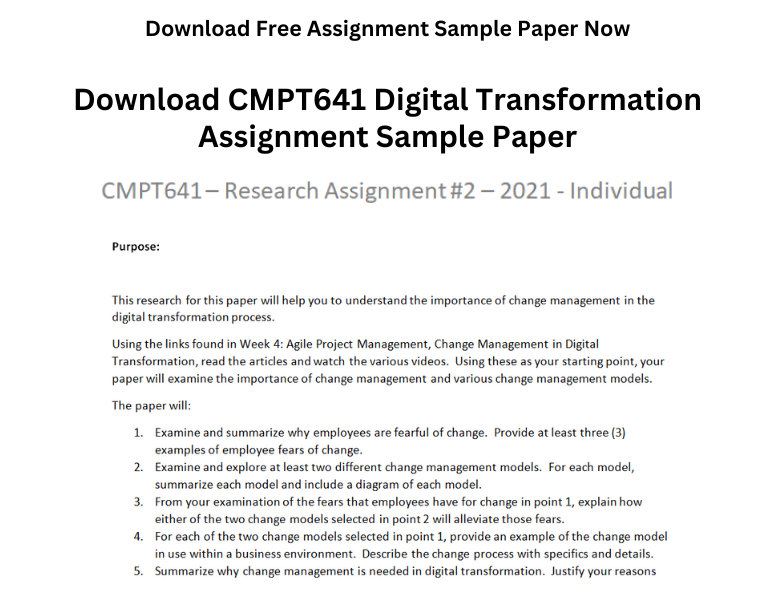 Download Free Assignment Sample Paper Now
Download CMPT641 Digital Transformation
Assignment Sample Paper
CMPT641 – Research Assignment #2 – 2021 - Individual
Purpose:
This research for this paper will help you to understand the importance of change management in the
digital transformation process.
Using the links found in Week 4: Agile Project Management, Change Management in Digital
Transformation, read the articles and watch the various videos.  Using these as your starting point, your
paper will examine the importance of change management and various change management models.
The paper will:
1. Examine and summarize why employees are fearful of change.  Provide at least three (3)
examples of employee fears of change.
2. Examine and explore at least two different change management models.  For each model,
summarize each model and include a diagram of each model.
3. From your examination of the fears that employees have for change in point 1, explain how
either of the two change models selected in point 2 will alleviate those fears.
4. For each of the two change models selected in point 1, provide an example of the change model
in use within a business environment.  Describe the change process with specifics and details.
5. Summarize why change management is needed in digital transformation.  Justify your reasons